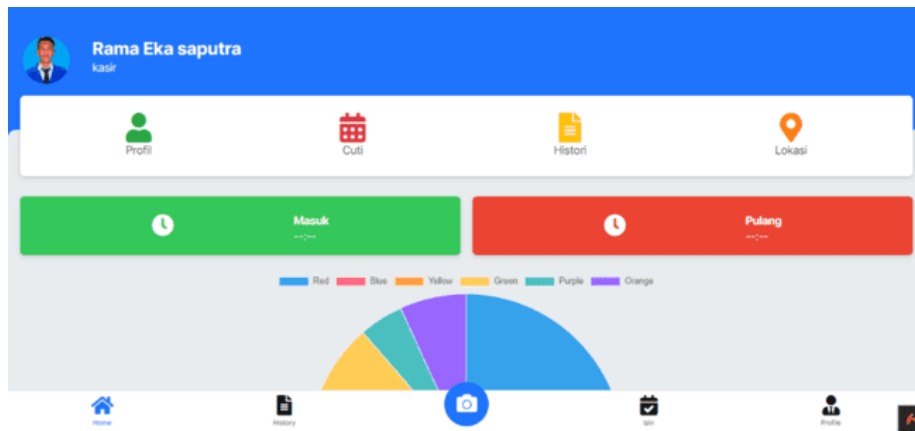 Rama Eka saputra
kasir
Profil
Cuti
Histori
Lokasi
Masuk
--:--
Pulang
--:--
Red Blue Yellow Green Purple Orange
Home
History
Izin
Profile